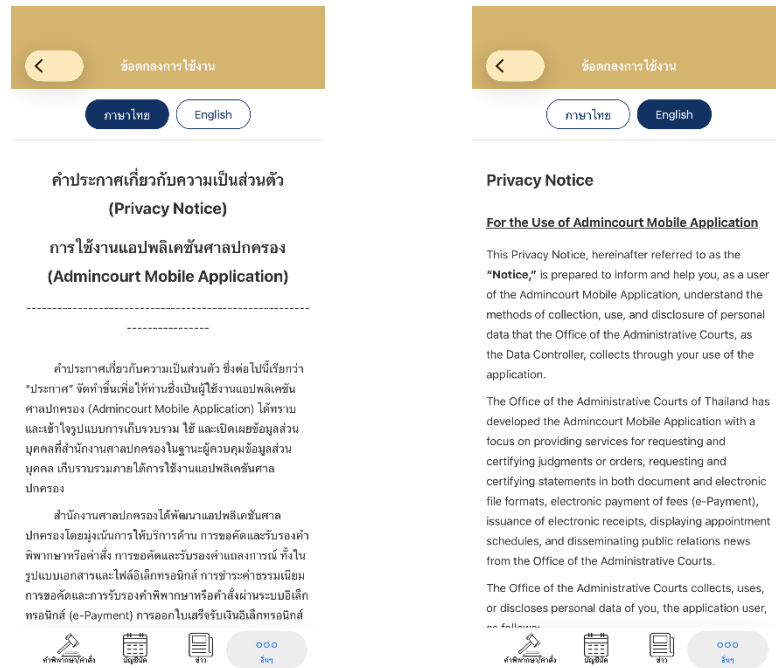 ข้อตกลงการใช้งาน
ภาษาไทย English
คำประกาศเกี่ยวกับความเป็นส่วนตัว
(Privacy Notice)
การใช้งานแอปพลิเคชันศาลปกครอง
(Admincourt Mobile Application)
-------------------------------------------------------
----------------
คำประกาศเกี่ยวกับความเป็นส่วนตัว ซึ่งต่อไปนี้เรียกว่า
"ประกาศ" จัดทำขึ้นเพื่อให้ท่านซึ่งเป็นผู้ใช้งานแอปพลิเคชัน
ศาลปกครอง (Admincourt Mobile Application) ได้ทราบ
และเข้าใจรูปแบบการเก็บรวบรวม ใช้ และเปิดเผยข้อมูลส่วน
บุคคลที่สำนักงานศาลปกครองในฐานะผู้ควบคุมข้อมูลส่วน
บุคคล เก็บรวบรวมภายใต้การใช้งานแอปพลิเคชันศาล
ปกครอง
สำนักงานศาลปกครองได้พัฒนาแอปพลิเคชันศาล
ปกครองโดยมุ่งเน้นการให้บริการด้าน การขอคัดและรับรองคำ
พิพากษาหรือคำสั่ง การขอคัดและรับรองคำแถลงการณ์ ทั้งใน
รูปแบบเอกสารและไฟล์อิเล็กทรอนิกส์ การชำระค่าธรรมเนียม
การขอคัดและการรับรองคำพิพากษาหรือคำสั่งผ่านระบบอิเล็ก
ทรอนิกส์ (e-Payment) การออกใบเสร็จรับเงินอิเล็กทรอนิกส์
คำพิพากษา/คำสั่ง บัญชีนัด ข่าว อื่นๆ
ข้อตกลงการใช้งาน
ภาษาไทย English
Privacy Notice
For the Use of Admincourt Mobile Application
This Privacy Notice, hereinafter referred to as the
"Notice," is prepared to inform and help you, as a user
of the Admincourt Mobile Application, understand the
methods of collection, use, and disclosure of personal
data that the Office of the Administrative Courts, as
the Data Controller, collects through your use of the
application.
The Office of the Administrative Courts of Thailand has
developed the Admincourt Mobile Application with a
focus on providing services for requesting and
certifying judgments or orders, requesting and
certifying statements in both document and electronic
file formats, electronic payment of fees (e-Payment),
issuance of electronic receipts, displaying appointment
schedules, and disseminating public relations news
from the Office of the Administrative Courts.
The Office of the Administrative Courts collects, uses,
or discloses personal data of you, the application user,
as follows:
คำพิพากษา/คำสั่ง บัญชีนัด ข่าว อื่นๆ